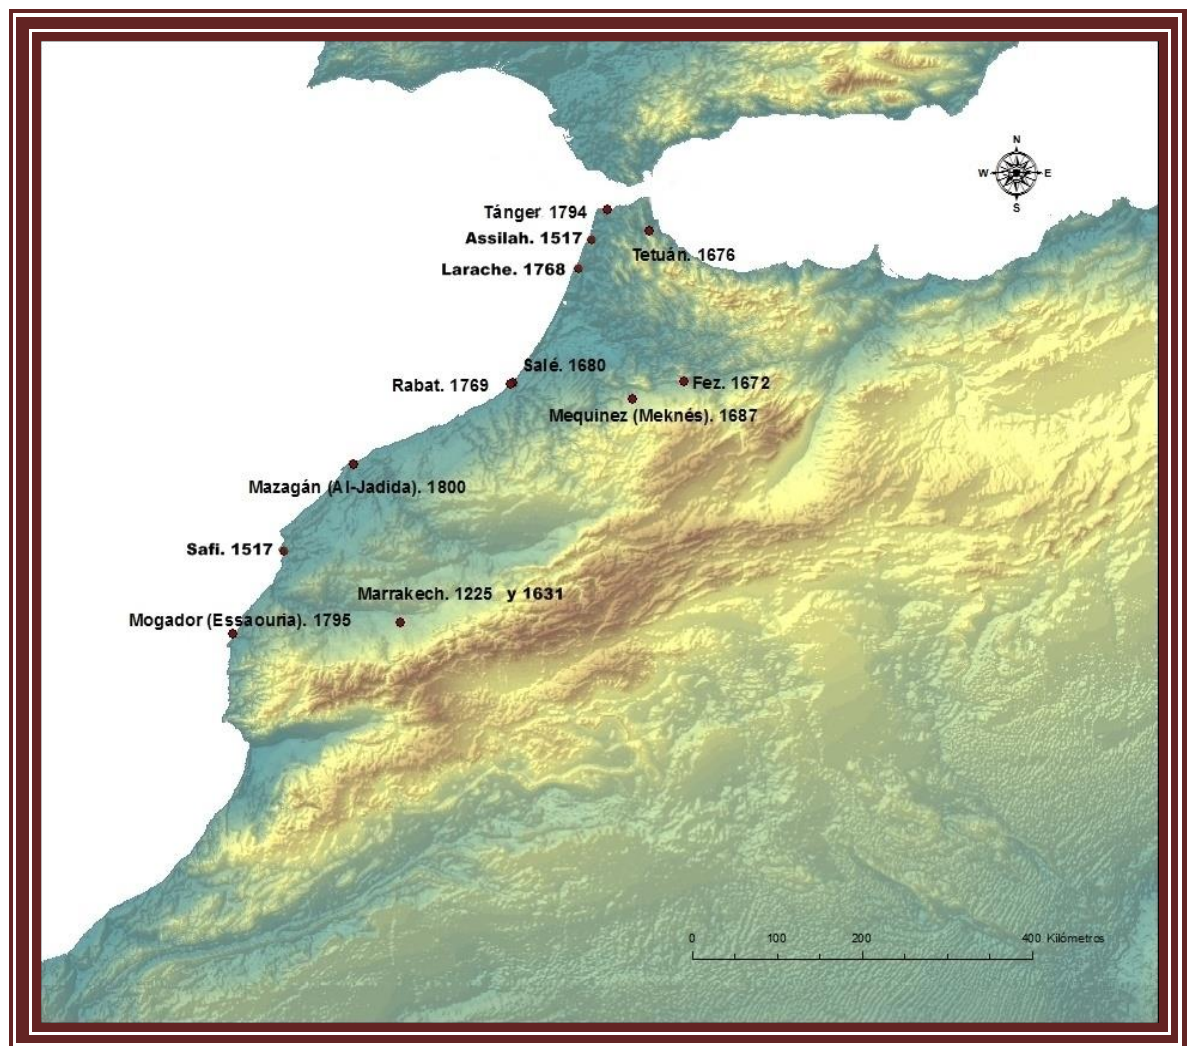 N
W E
S
Tánger 1794
Assilah. 1517
Tetuán. 1676
Larache. 1768
Salé. 1680
Rabat. 1769
Fez. 1672
Mequinez (Meknés). 1687
Mazagán (Al-Jadida). 1800
Safi. 1517
Marrakech. 1225 y 1631
Mogador (Essaouria). 1795
0 100 200 400 Kilómetros